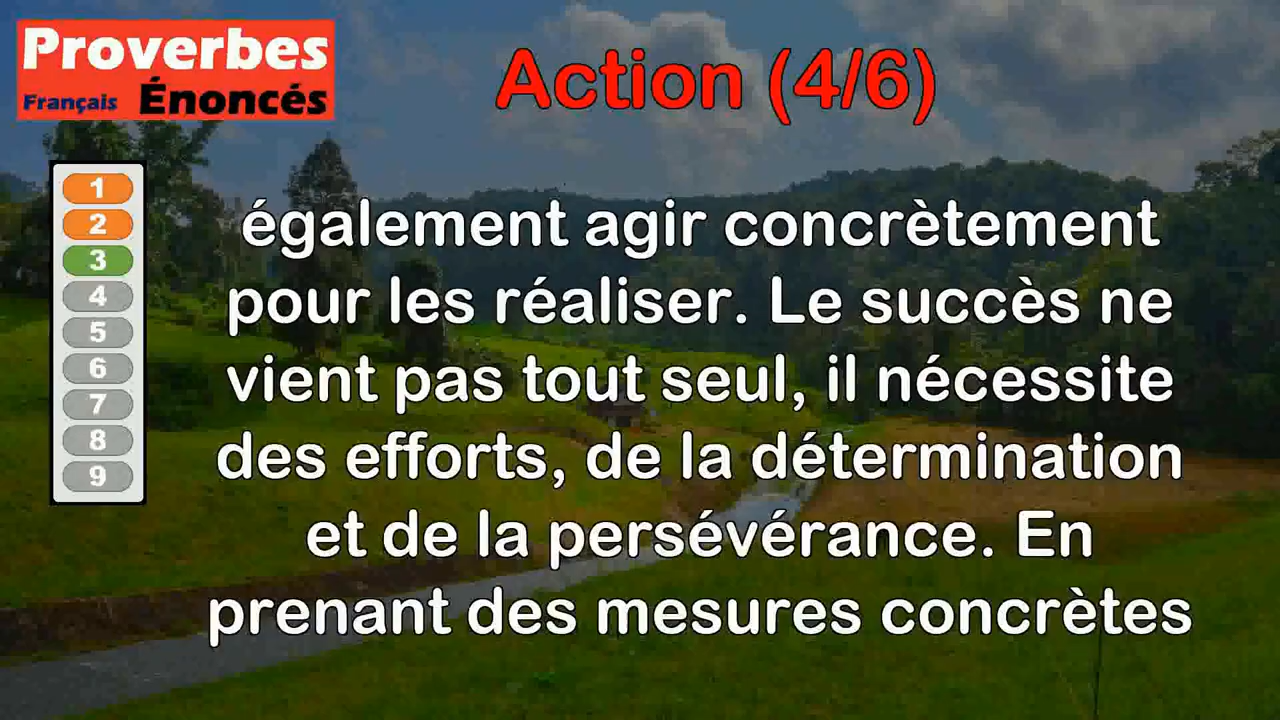 Proverbes
Français Énoncés
Action (4/6)
1
2
3
4
5
6
7
8
9
également agir concrètement
pour les réaliser. Le succès ne
vient pas tout seul, il nécessite
des efforts, de la détermination
et de la persévérance. En
prenant des mesures concrètes